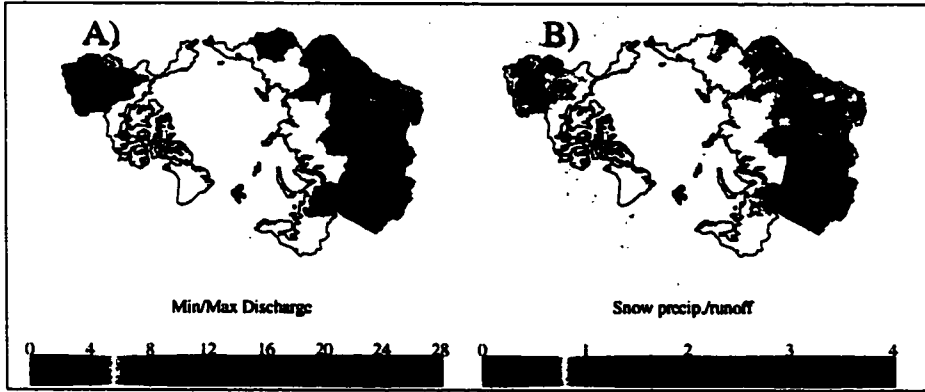 A)
B)
Min/Max Discharge
Snow precip./runoff
0 4 8 12 16 20 24 28
0 1 2 3 4